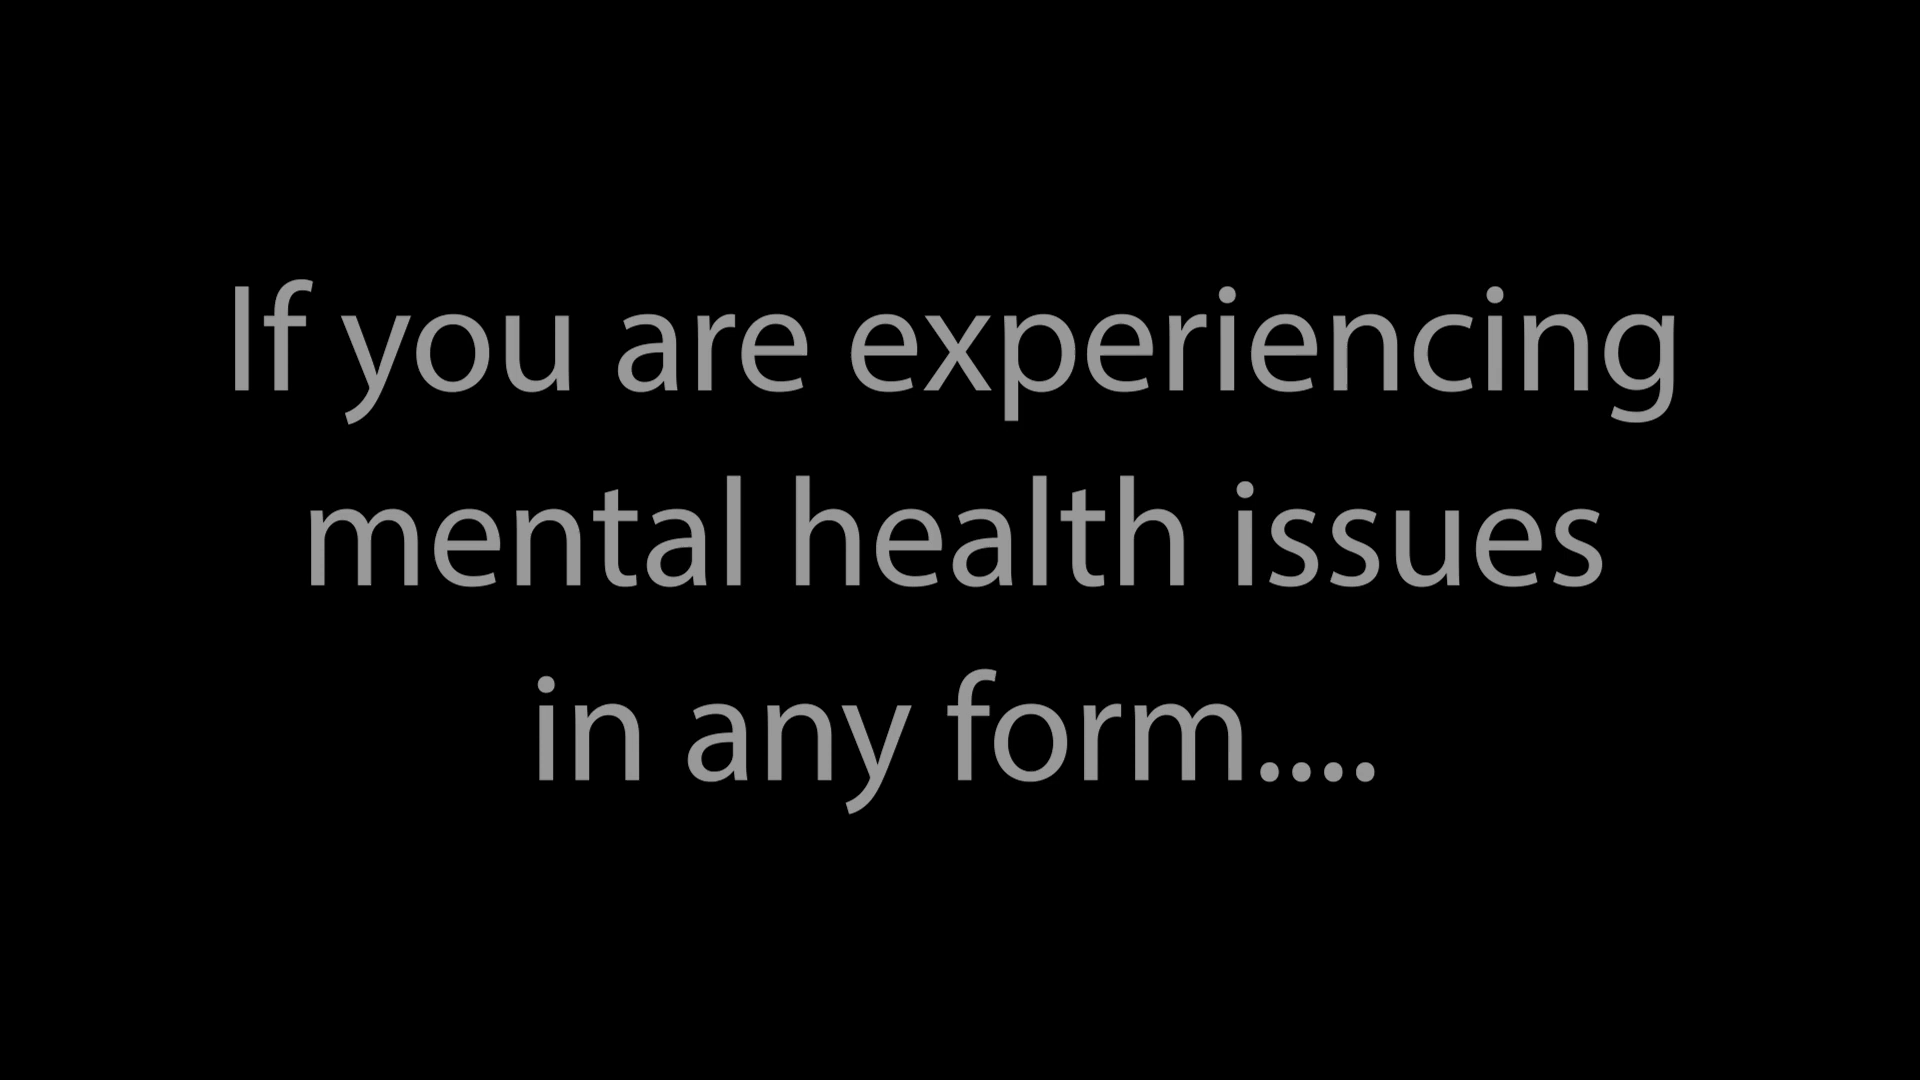 If you are experiencing
mental health issues
in any form....